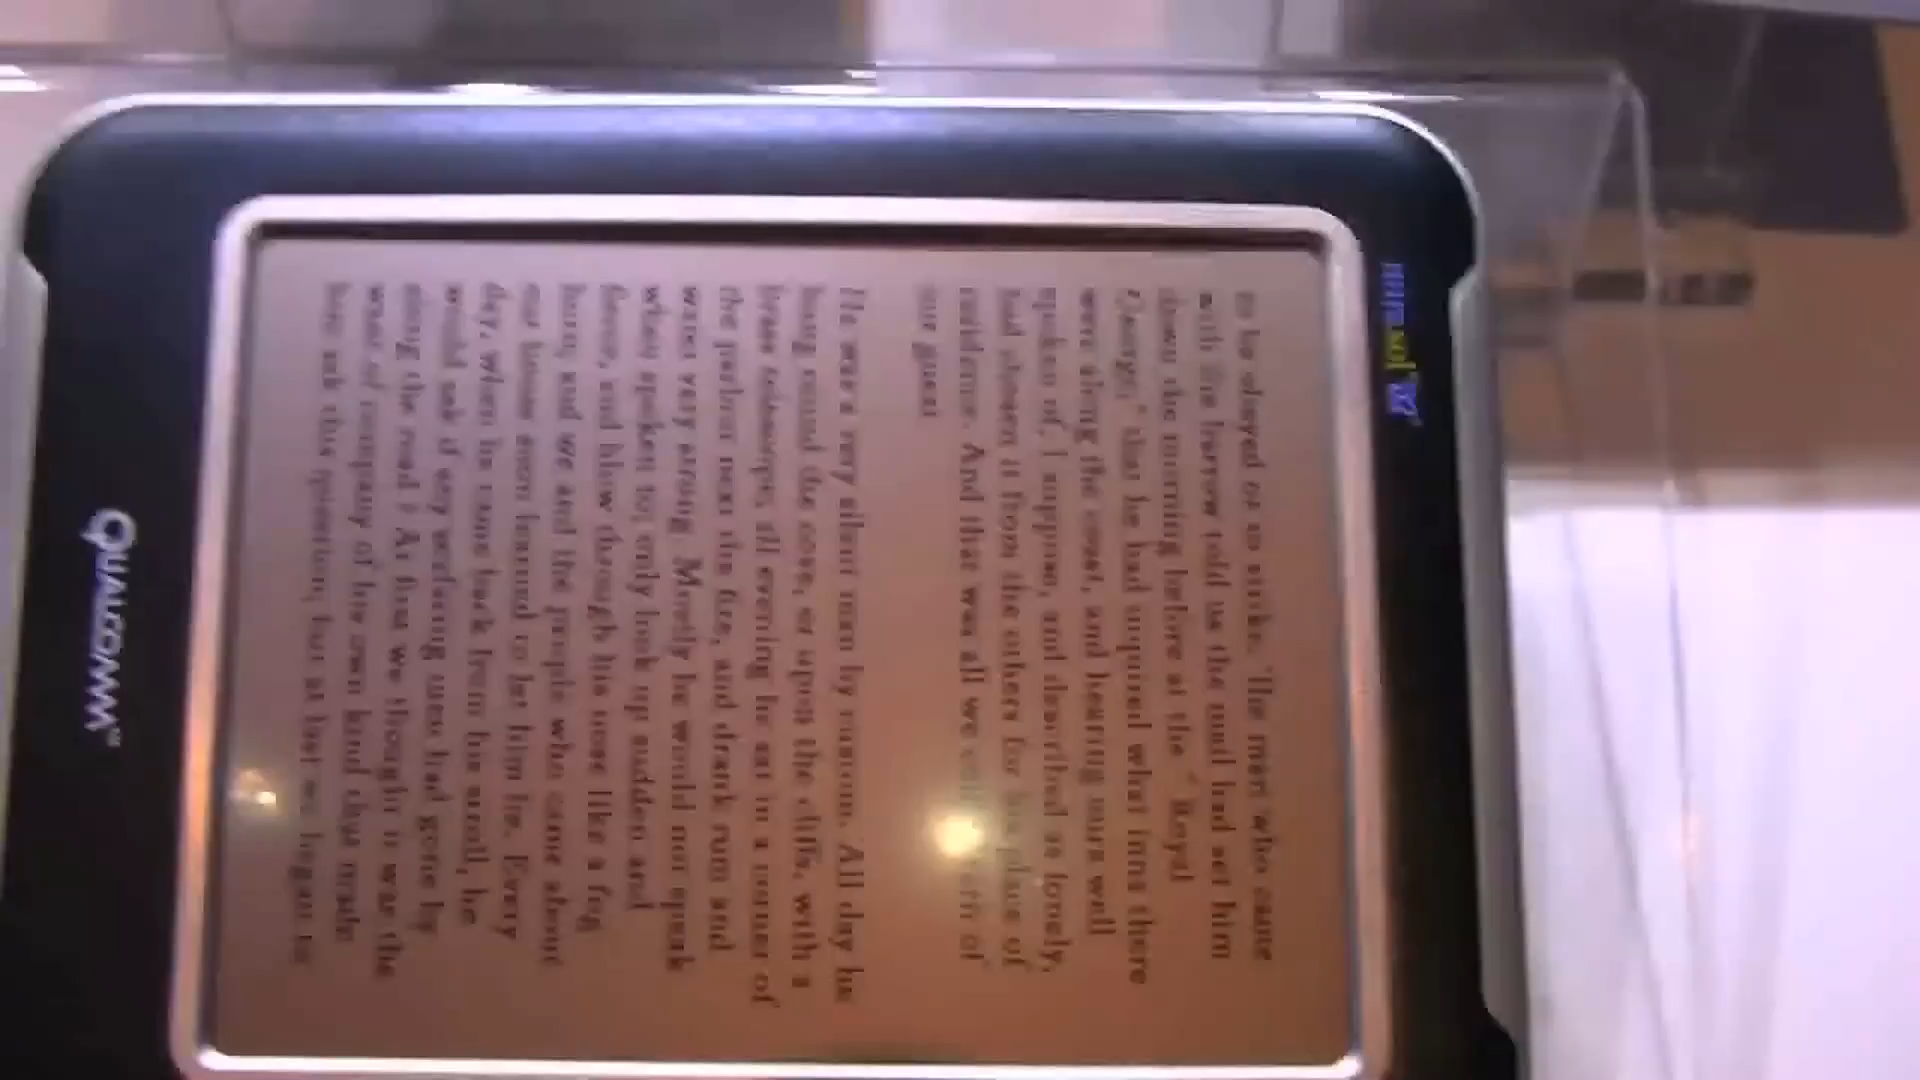 mirasol
to be obeyed or to strike. The man who came
with the barrow told us the mail had set him
down the morning before at the "Royal
George," that he had inquired what inns there
were along the coast, and hearing ours well
spoken of, I suppose, and described as lonely,
had chosen it from the others for his place of
residence. And that was all we could learn of
our guest
He was a very silent man by custom. All day he
hung round the cove, or upon the cliffs, with a
brass telescope; all evening he sat in a corner of
the parlor next the fire, and drank rum and
water very strong. Mostly he would not speak
when spoken to; only look up sudden and
fierce, and blow through his nose like a fog
horn; and we and the people who came about
our house soon learned to let him be. Every
day, when he came back from his stroll, he
would ask if any seafaring men had gone by
along the road? At first we thought it was the
want of company of his own kind that made
him ask this question; but at last we began to
QUALCOMM